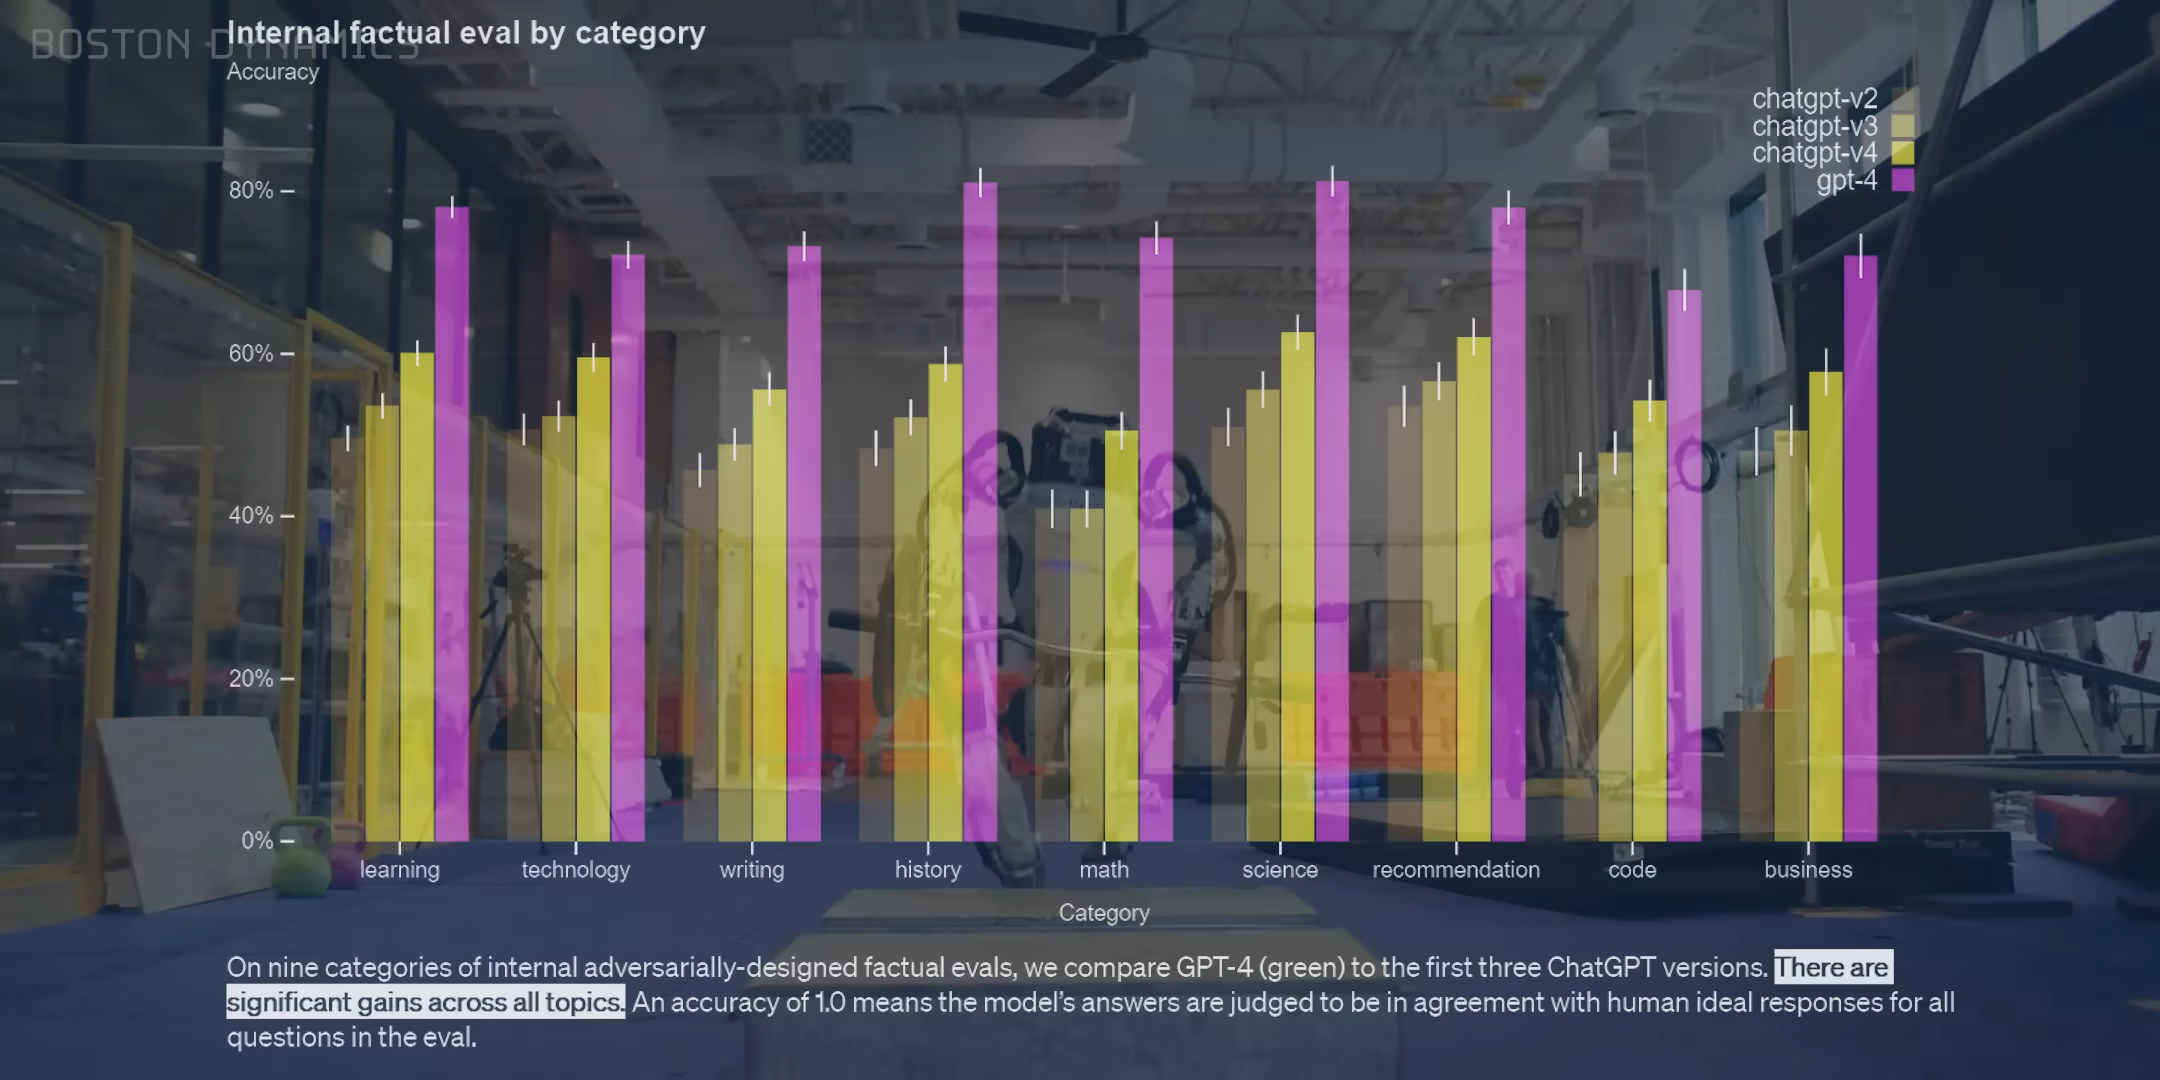 BOSTON DYNAMICS
Internal factual eval by category
Accuracy
chatgpt-v2
chatgpt-v3
chatgpt-v4
gpt-4
80%
60%
40%
20%
0%
learning technology writing history math science recommendation code business
Category
On nine categories of internal adversarially-designed factual evals, we compare GPT-4 (green) to the first three ChatGPT versions. There are
significant gains across all topics. An accuracy of 1.0 means the model's answers are judged to be in agreement with human ideal responses for all
questions in the eval.